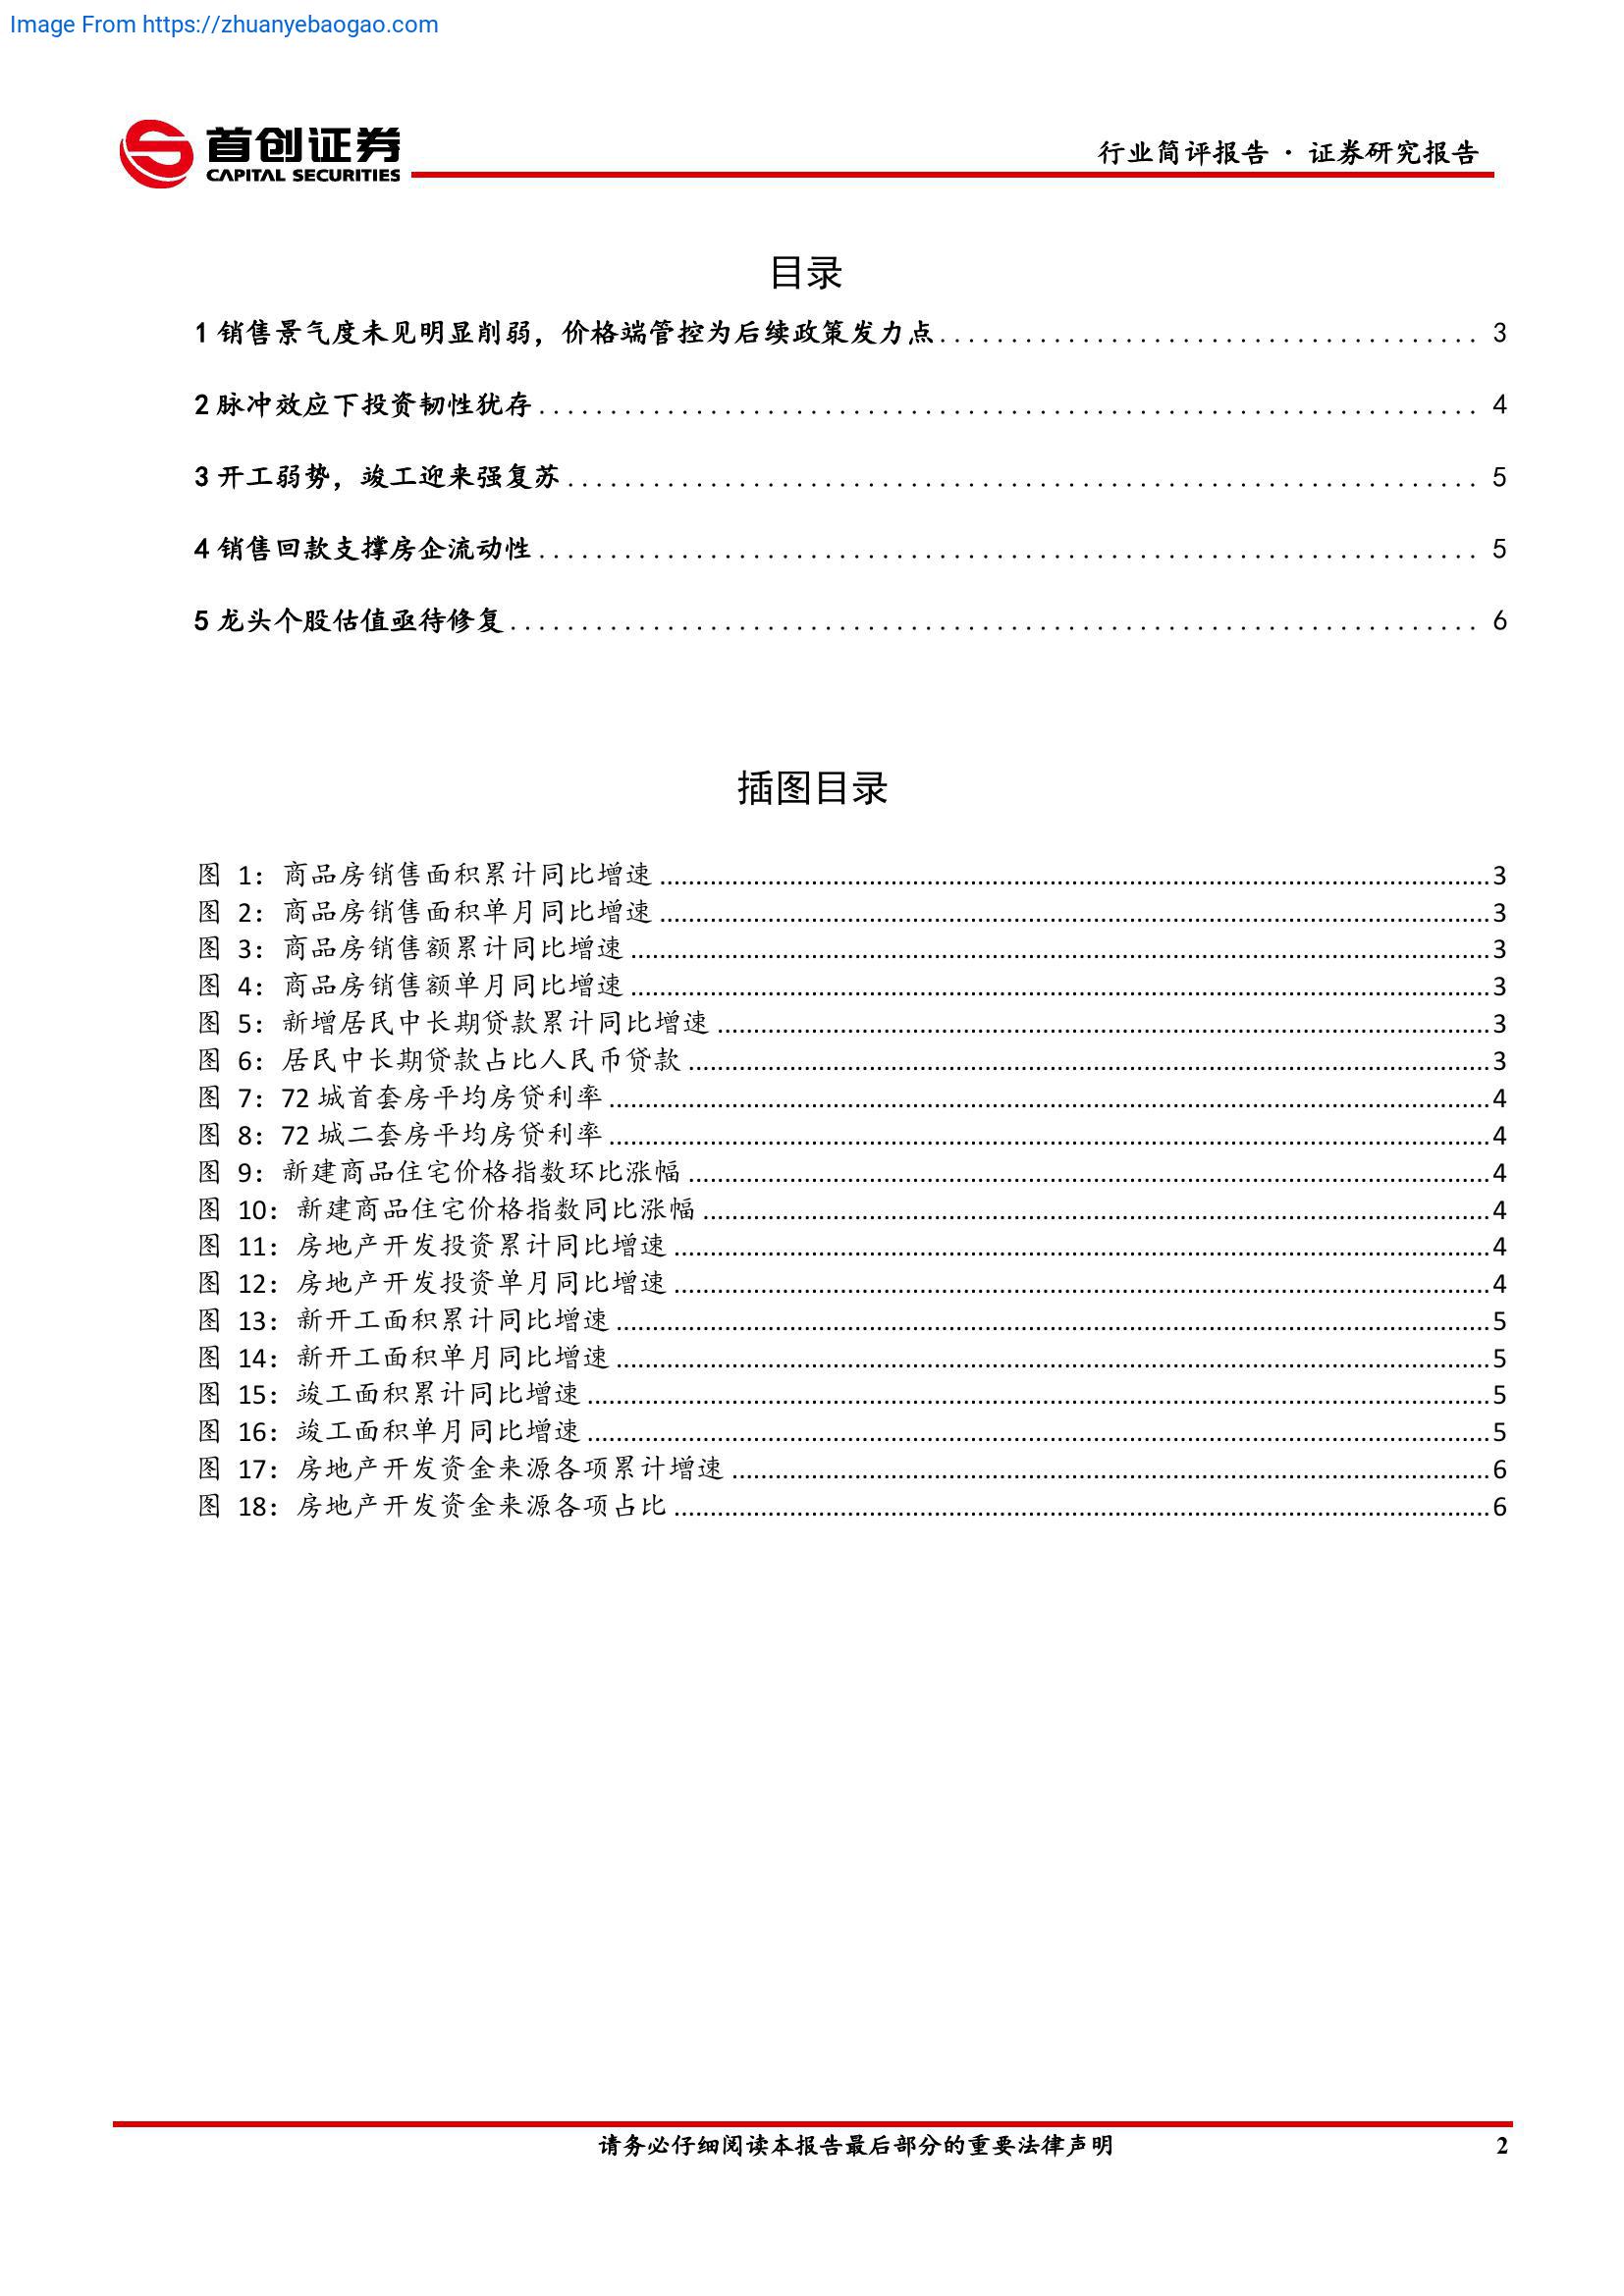 Image From https://zhuanyebaogao.com
首创证券
CAPITAL SECURITIES
行业简评报告 · 证券研究报告
目录
1 销售景气度未见明显削弱，价格端管控为后续政策发力点...................................... 3
2 脉冲效应下投资韧性犹存.................................................................. 4
3 开工弱势，竣工迎来强复苏................................................................ 5
4 销售回款支撑房企流动性.................................................................. 5
5 龙头个股估值亟待修复.................................................................... 6
插图目录
图 1：商品房销售面积累计同比增速 ................................................................ 3
图 2：商品房销售面积单月同比增速 ................................................................ 3
图 3：商品房销售额累计同比增速 ................................................................ 3
图 4：商品房销售额单月同比增速 ................................................................ 3
图 5：新增居民中长期贷款累计同比增速 ................................................................ 3
图 6：居民中长期贷款占比人民币贷款 ................................................................ 3
图 7：72 城首套房平均房贷利率 ................................................................ 4
图 8：72 城二套房平均房贷利率 ................................................................ 4
图 9：新建商品住宅价格指数环比涨幅 ................................................................ 4
图 10：新建商品住宅价格指数同比涨幅 ................................................................ 4
图 11：房地产开发投资累计同比增速 ................................................................ 4
图 12：房地产开发投资单月同比增速 ................................................................ 4
图 13：新开工面积累计同比增速 ................................................................ 5
图 14：新开工面积单月同比增速 ................................................................ 5
图 15：竣工面积累计同比增速 ................................................................ 5
图 16：竣工面积单月同比增速 ................................................................ 5
图 17：房地产开发资金来源各项累计增速 ................................................................ 6
图 18：房地产开发资金来源各项占比 ................................................................ 6
请务必仔细阅读本报告最后部分的重要法律声明 2